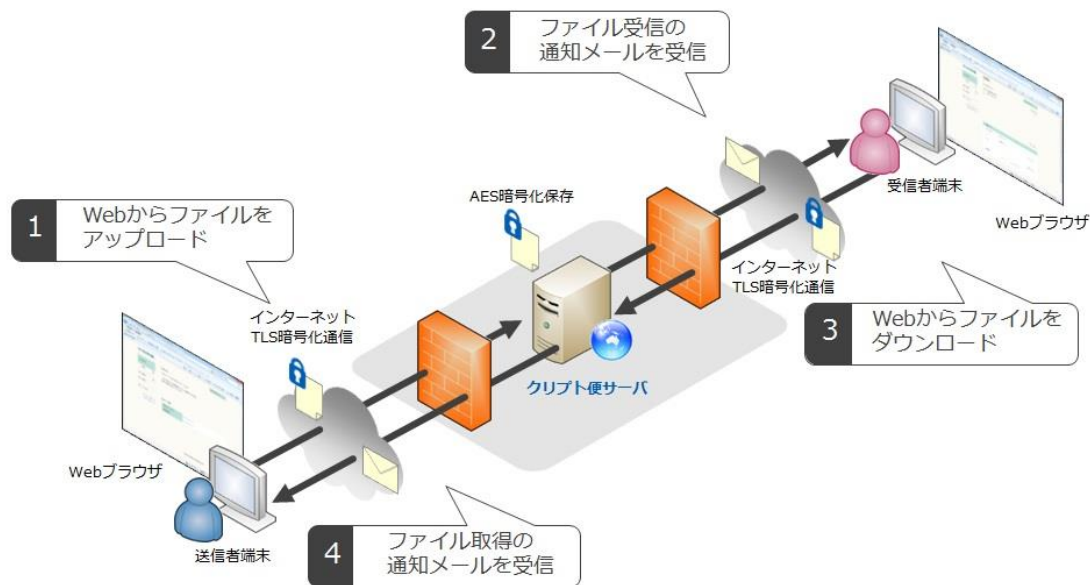 2
ファイル受信の
通知メールを受信
受信者端末
Webブラウザ
AES暗号化保存
1
Webからファイルを
アップロード
インターネット
TLS暗号化通信
インターネット
TLS暗号化通信
3
Webからファイルを
ダウンロード
クリプト便サーバ
Webブラウザ
送信者端末
4
ファイル取得の
通知メールを受信